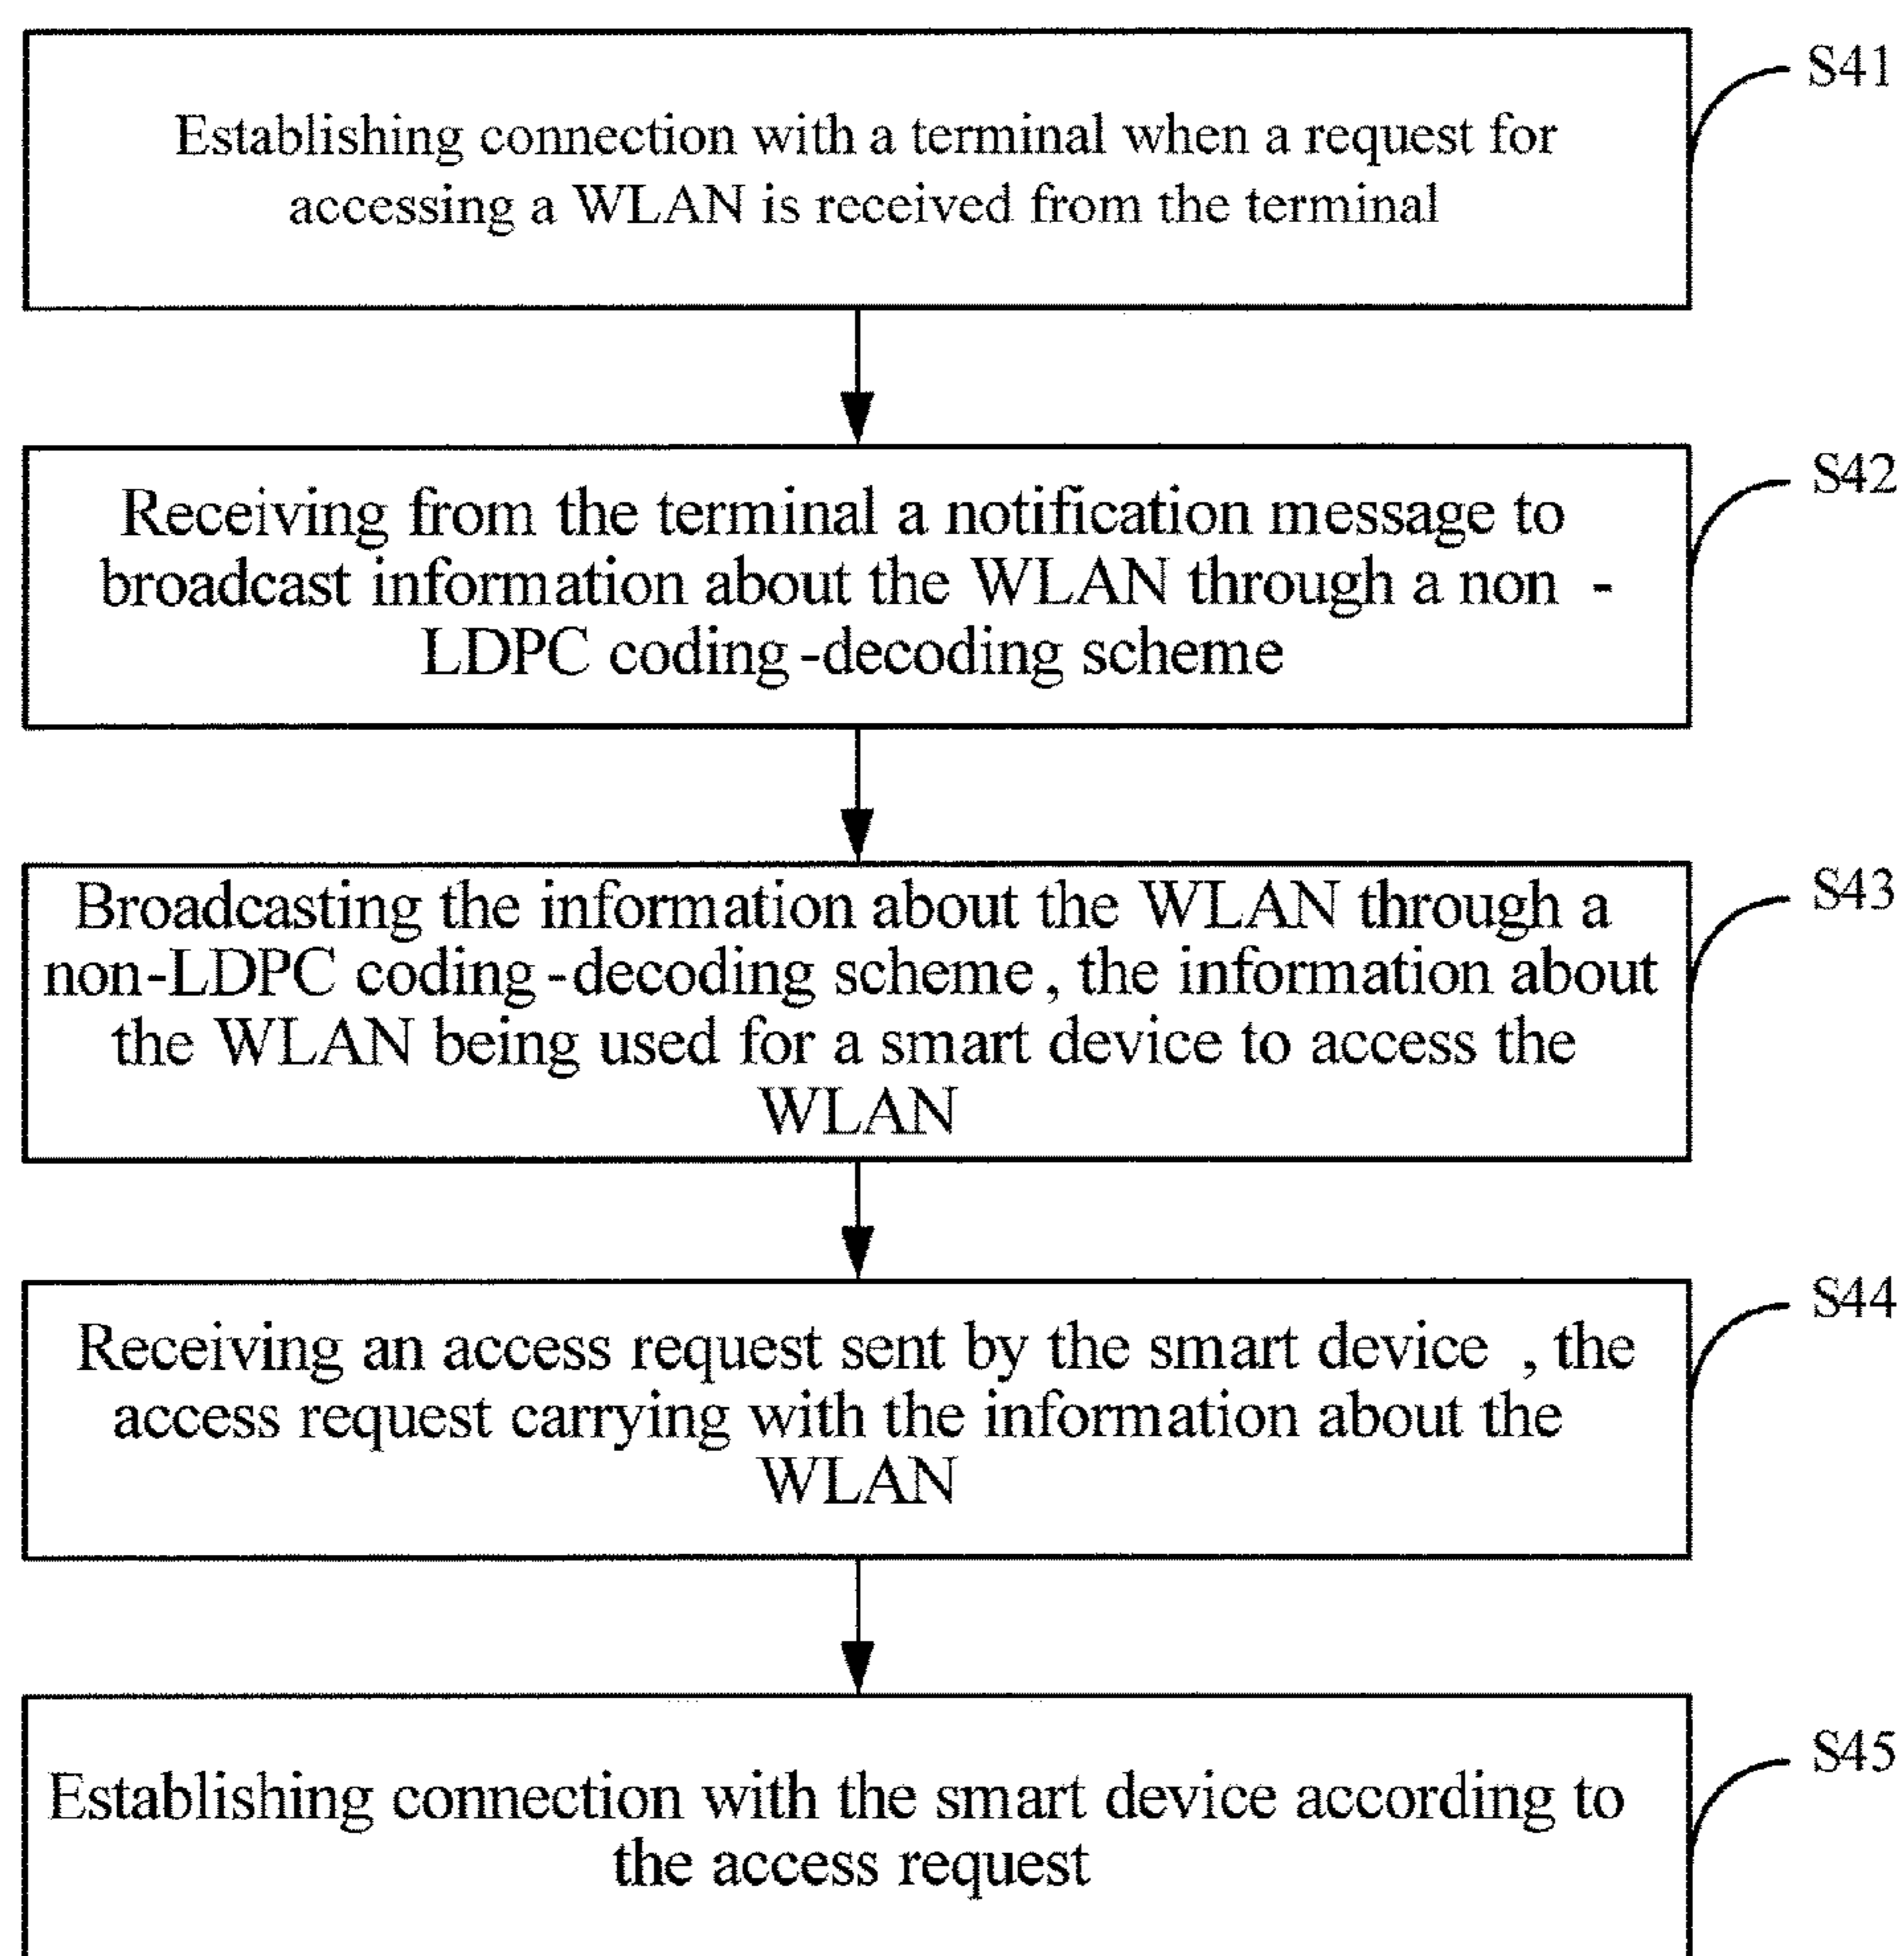 S41
Establishing connection with a terminal when a request for
accessing a WLAN is received from the terminal
S42
Receiving from the terminal a notification message to
broadcast information about the WLAN through a non -
LDPC coding-decoding scheme
S43
Broadcasting the information about the WLAN through a
non-LDPC coding-decoding scheme, the information about
the WLAN being used for a smart device to access the
WLAN
S44
Receiving an access request sent by the smart device , the
access request carrying with the information about the
WLAN
S45
Establishing connection with the smart device according to
the access request